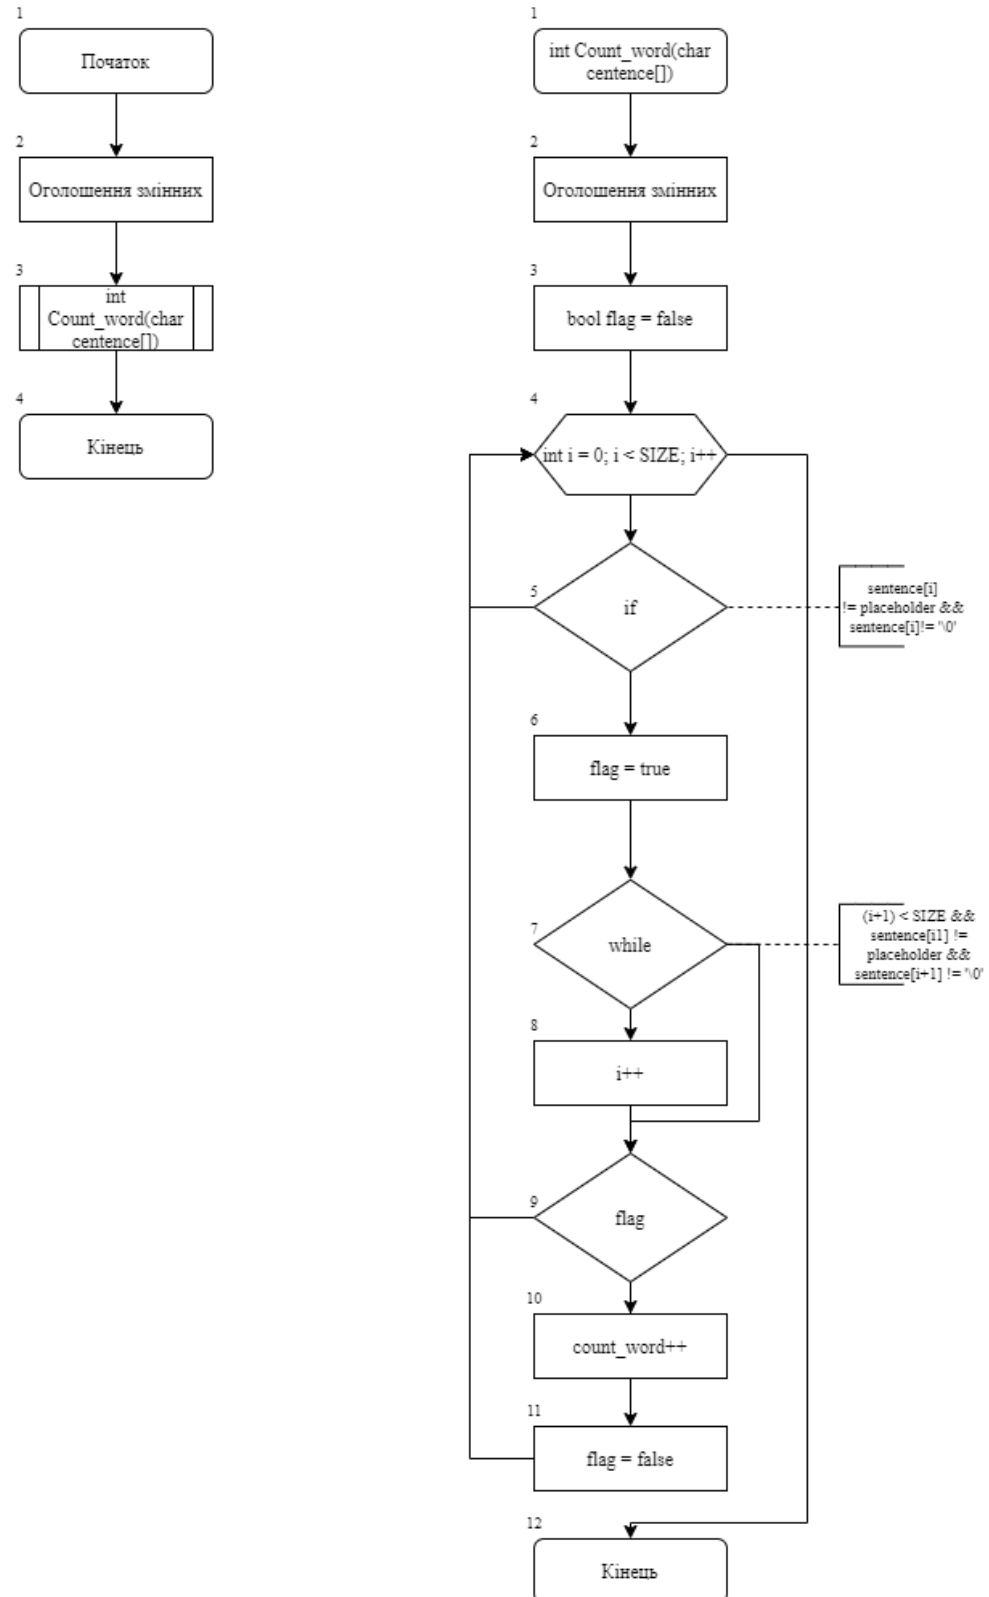 1
Початок
2
Оголошення змінних
3
int
Count_word(char
centence[])
4
Кінець
1
int Count_word(char
centence[])
2
Оголошення змінних
3
bool flag = false
4
int i = 0; i < SIZE; i++
5
if
sentence[i]
!= placeholder &&
sentence[i]!= '\0'
6
flag = true
7
while
(i+1) < SIZE &&
sentence[i1] !=
placeholder &&
sentence[i+1] != '\0'
8
i++
9
flag
10
count_word++
11
flag = false
12
Кінець